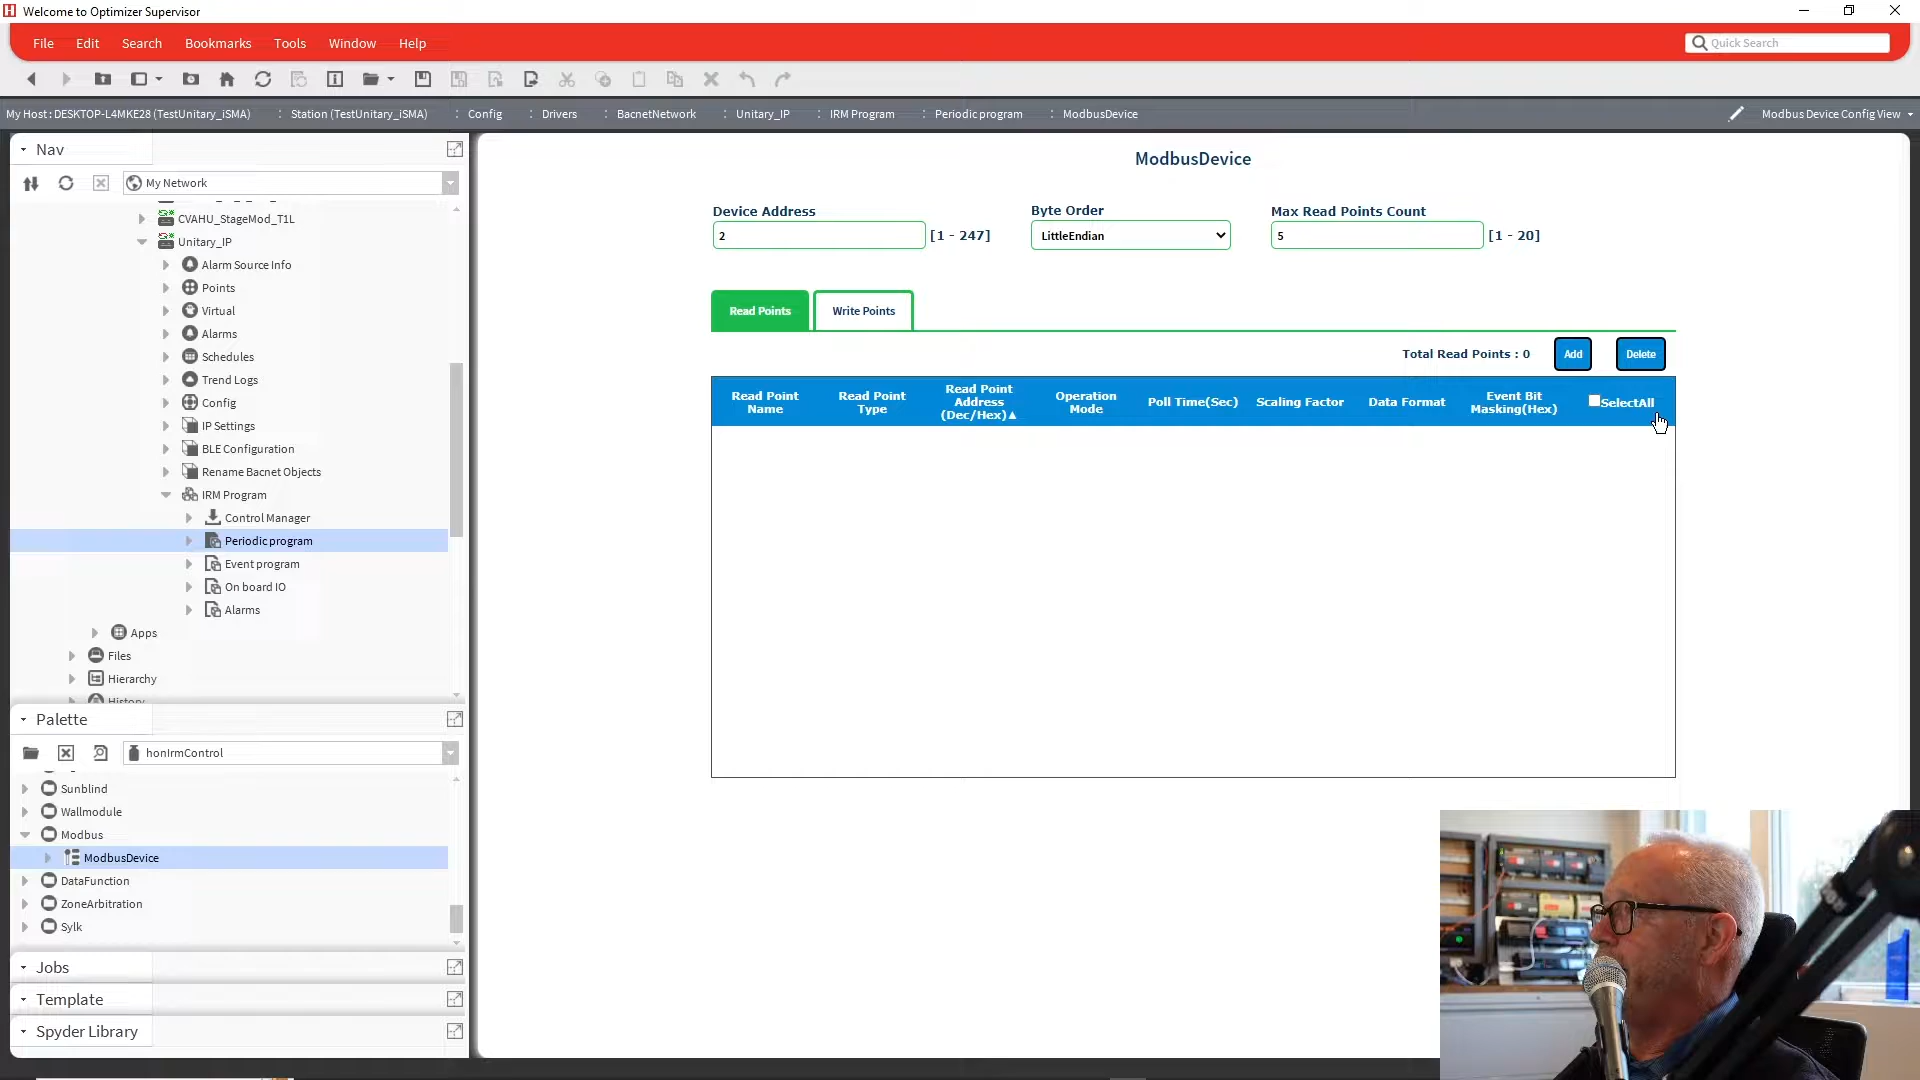 Welcome to Optimizer Supervisor
File Edit Search Bookmarks Tools Window Help
Quick Search
My Host : DESKTOP-L4MKE28 (TestUnitary_iSMA) : Station (TestUnitary_iSMA) : Config : Drivers : BacnetNetwork : Unitary_IP : IRM Program : Periodic program : ModbusDevice
Modbus Device Config View
Nav
My Network
CVAHU_StageMod_T1L
Unitary_IP
Alarm Source Info
Points
Virtual
Alarms
Schedules
Trend Logs
Config
IP Settings
BLE Configuration
Rename Bacnet Objects
IRM Program
Control Manager
Periodic program
Event program
On board IO
Alarms
Apps
Files
Hierarchy
History
Palette
honIrmControl
Sunblind
Wallmodule
Modbus
ModbusDevice
DataFunction
ZoneArbitration
Sylk
Jobs
Template
Spyder Library
ModbusDevice
Device Address
2 [1 - 247]
Byte Order
LittleEndian
Max Read Points Count
5 [1 - 20]
Read Points Write Points
Total Read Points : 0 Add Delete
Read Point Name
Read Point Type
Read Point Address (Dec/Hex)▲
Operation Mode
Poll Time(Sec)
Scaling Factor
Data Format
Event Bit Masking(Hex)
SelectAll